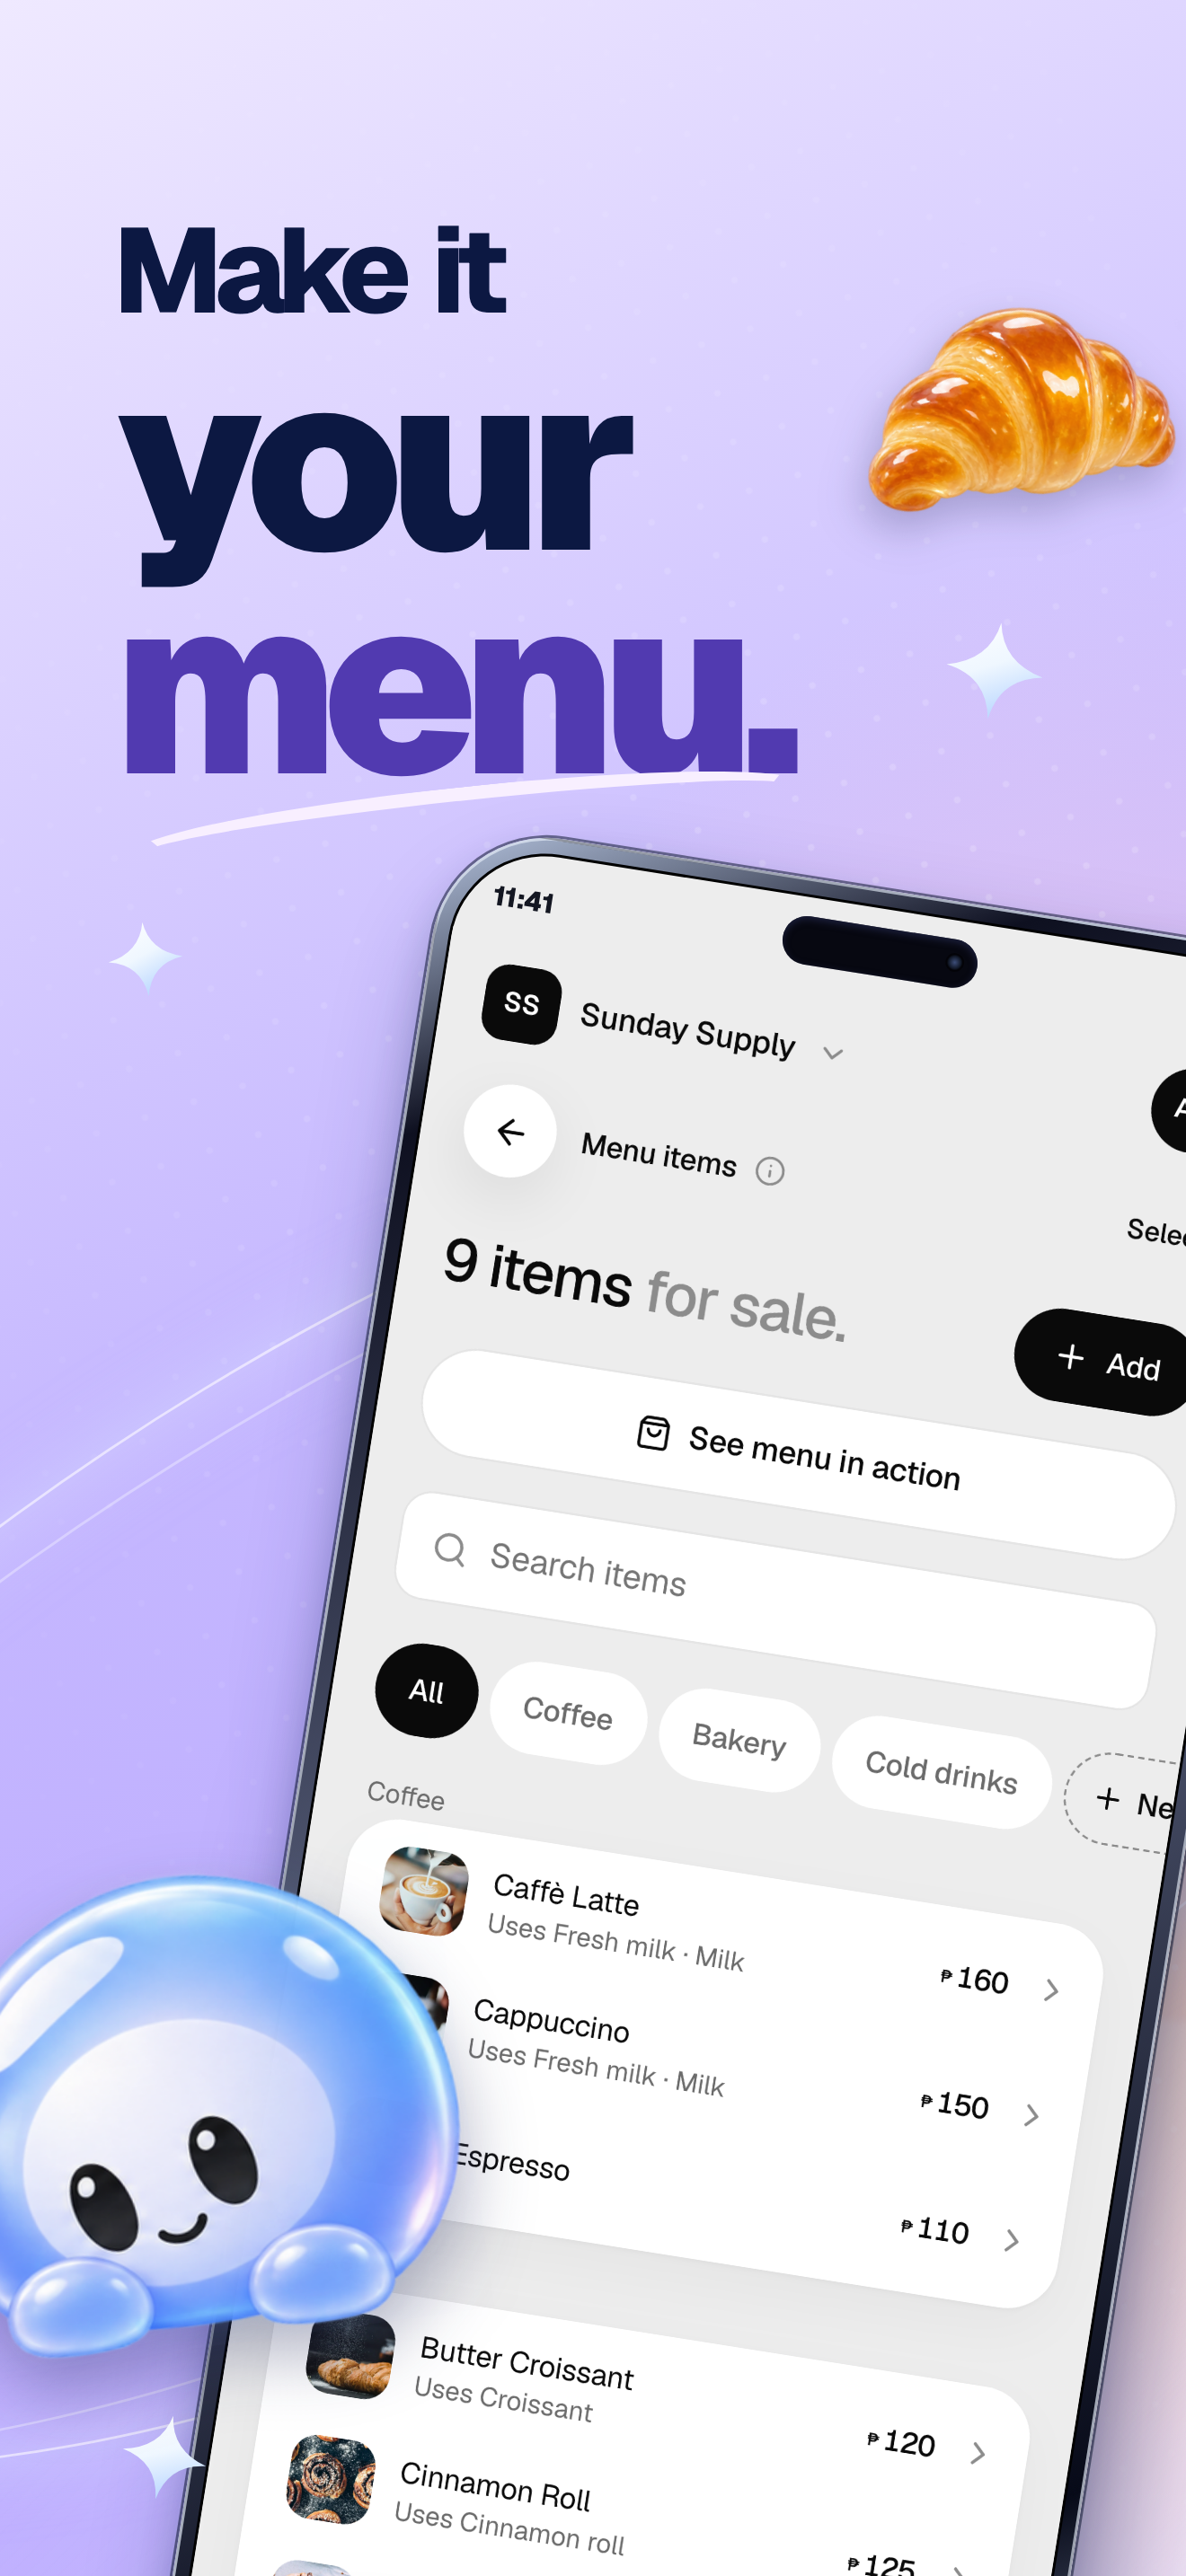 Make it
your
menu.
11:41
SS Sunday Supply
Menu items
9 items for sale.
+ Add
See menu in action
Search items
All Coffee Bakery Cold drinks
Coffee
Caffè Latte
Uses Fresh milk · Milk
₱160
Cappuccino
Uses Fresh milk · Milk
₱150
Espresso
₱110
Butter Croissant
Uses Croissant
₱120
Cinnamon Roll
Uses Cinnamon roll
₱125